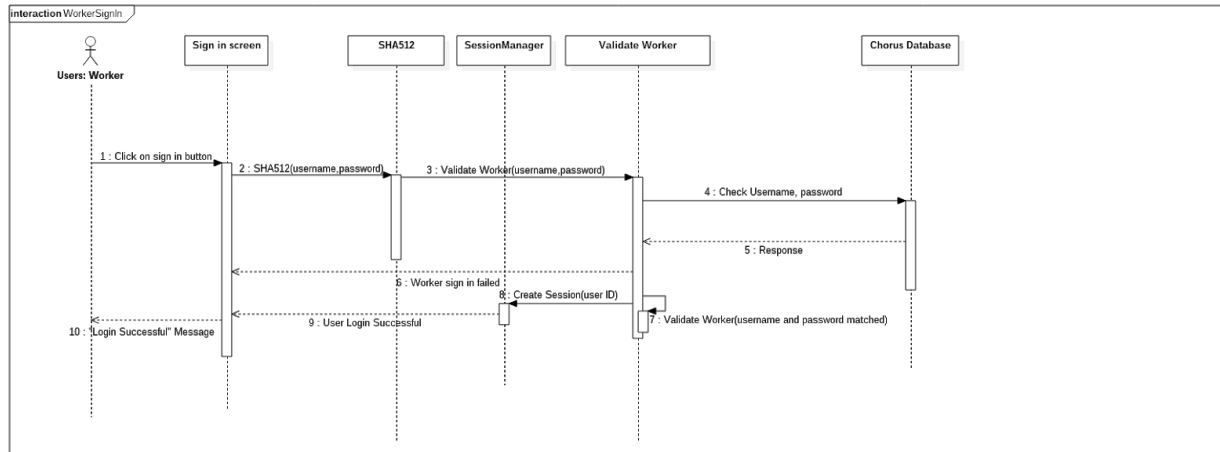 interaction WorkerSignIn
Users: Worker
Sign in screen
SHA512
SessionManager
Validate Worker
Chorus Database
1 : Click on sign in button
2 : SHA512(username,password)
3 : Validate Worker(username,password)
4 : Check Username, password
5 : Response
6 : Worker sign in failed
8 : Create Session(user ID)
7 : Validate Worker(username and password matched)
9 : User Login Successful
10 : "Login Successful" Message